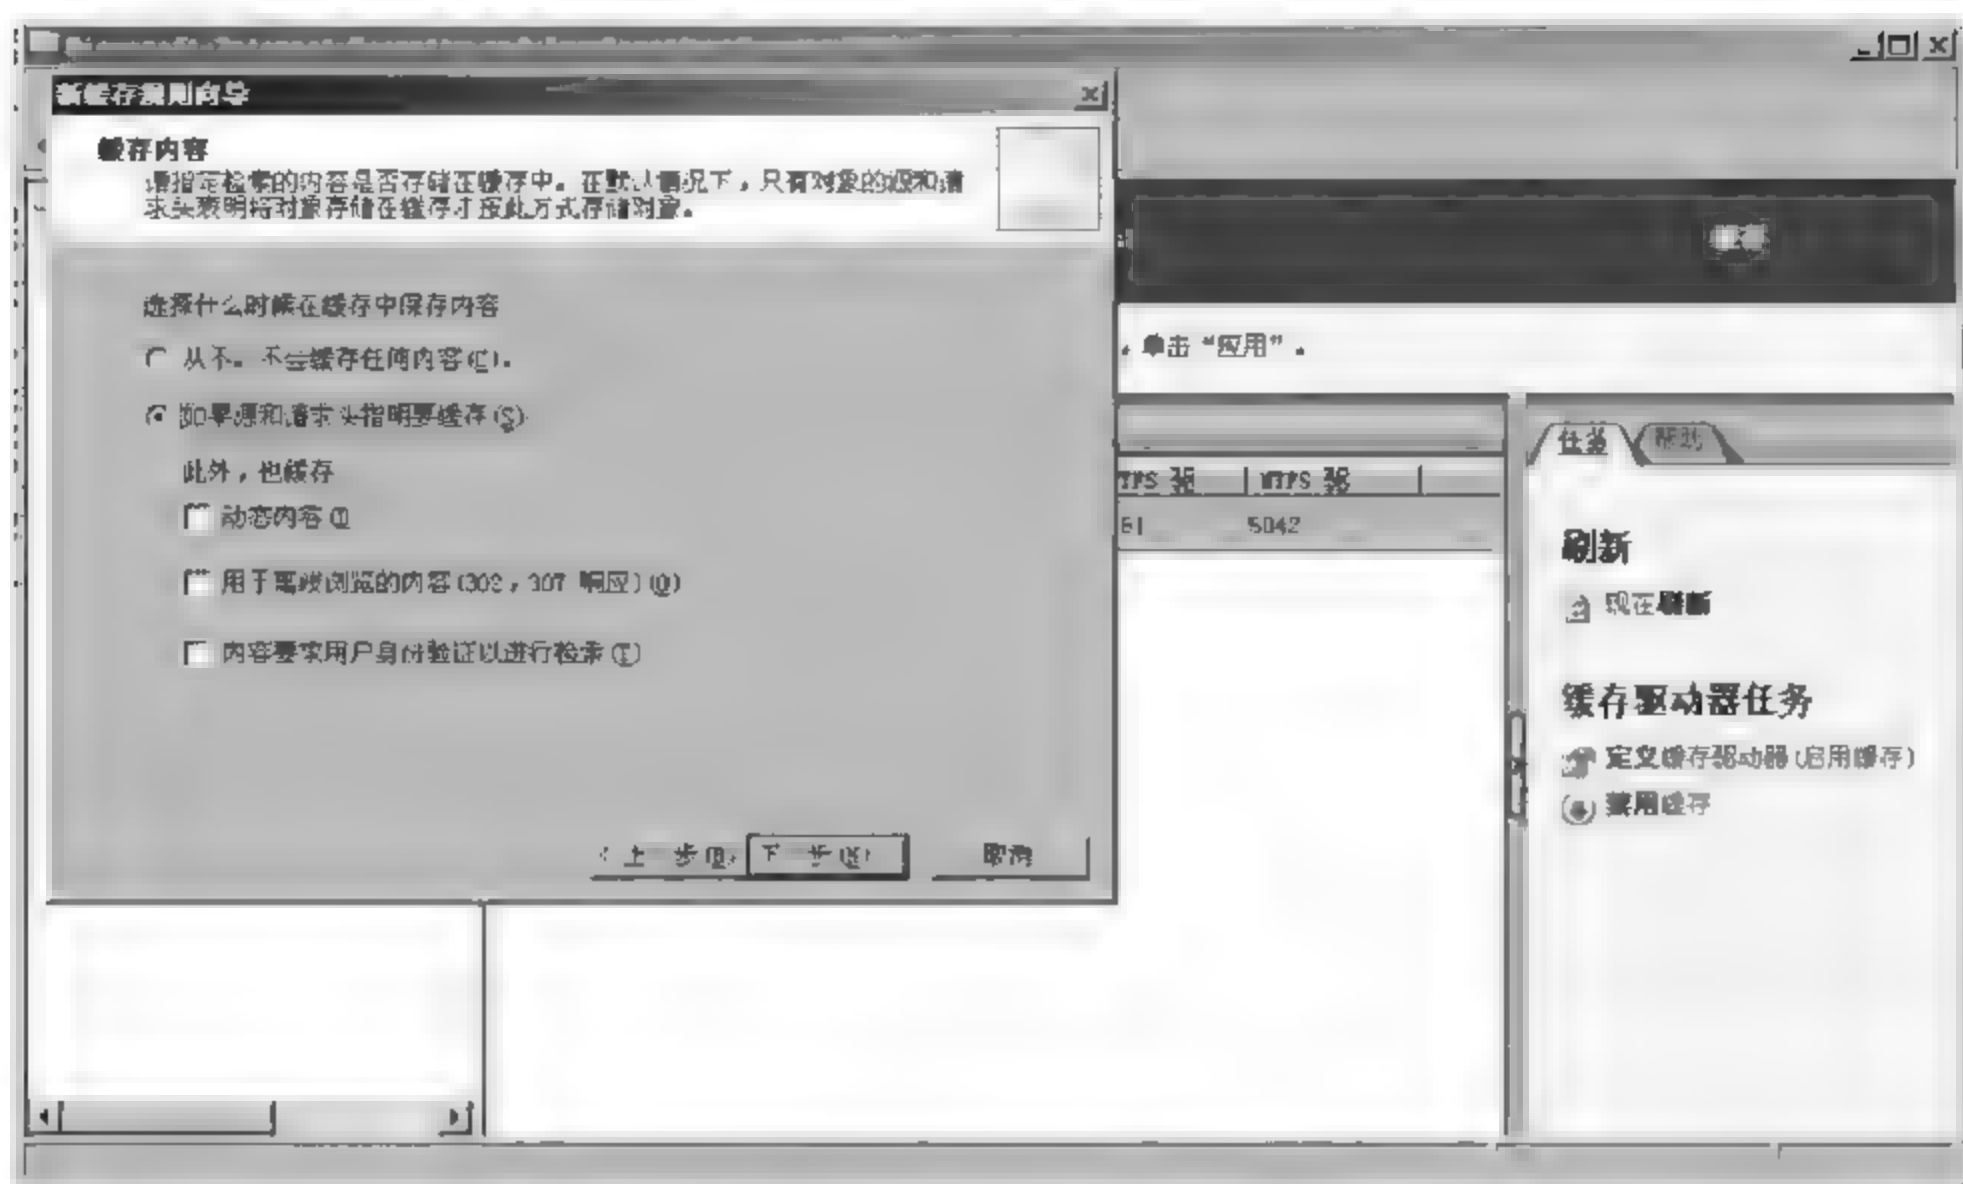 新缓存规则向导
缓存内容
请指定检索的内容是否存储在缓存中。在默认情况下，只有对象的源和请
求头表明将对象存储在缓存才按此方式存储对象。
选择什么时候在缓存中保存内容
从不。不会缓存任何内容(C)。
如果源和请求头指明要缓存(S)
此外，也缓存
动态内容
用于离线浏览的内容(302，307 响应)(O)
内容要求用户身份验证以进行检索
上一步(B)
下一步(N)
取消
，单击“应用”。
TFS
NTFS
5042
任务
帮助
刷新
现在刷新
缓存驱动器任务
定义缓存驱动器(启用缓存)
禁用缓存